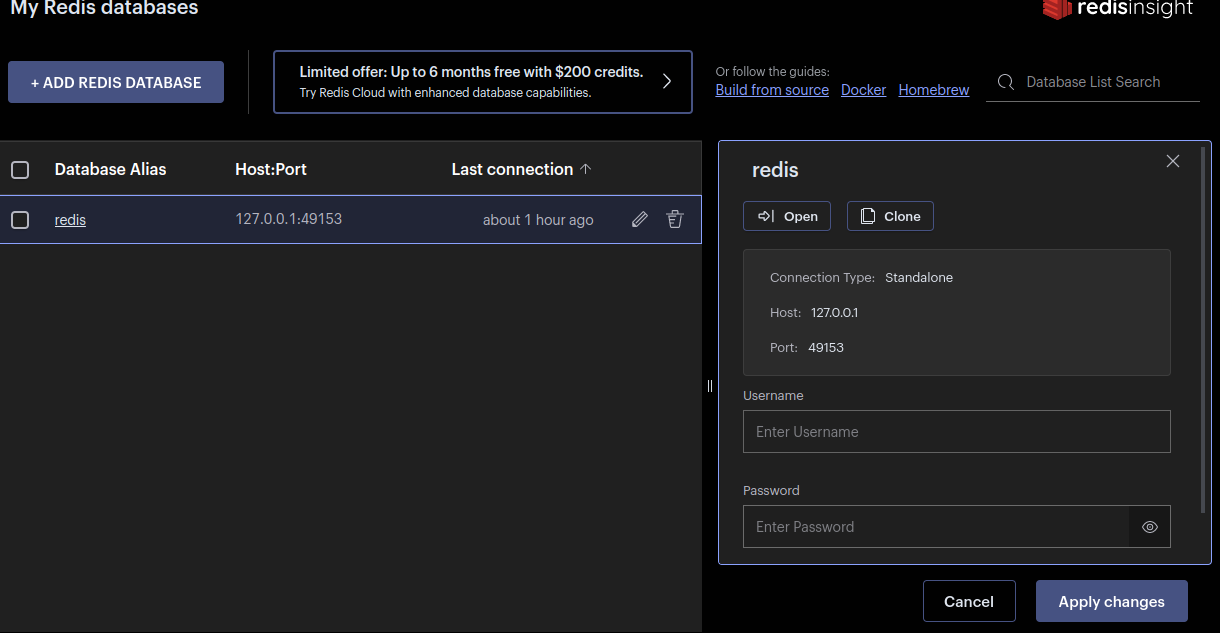 My Redis databases
redisinsight
+ ADD REDIS DATABASE
Limited offer: Up to 6 months free with $200 credits.
Try Redis Cloud with enhanced database capabilities.
Or follow the guides:
Build from source Docker Homebrew
Database List Search
Database Alias Host:Port Last connection
redis 127.0.0.1:49153 about 1 hour ago
redis
Open Clone
Connection Type: Standalone
Host: 127.0.0.1
Port: 49153
Username
Enter Username
Password
Enter Password
Cancel Apply changes